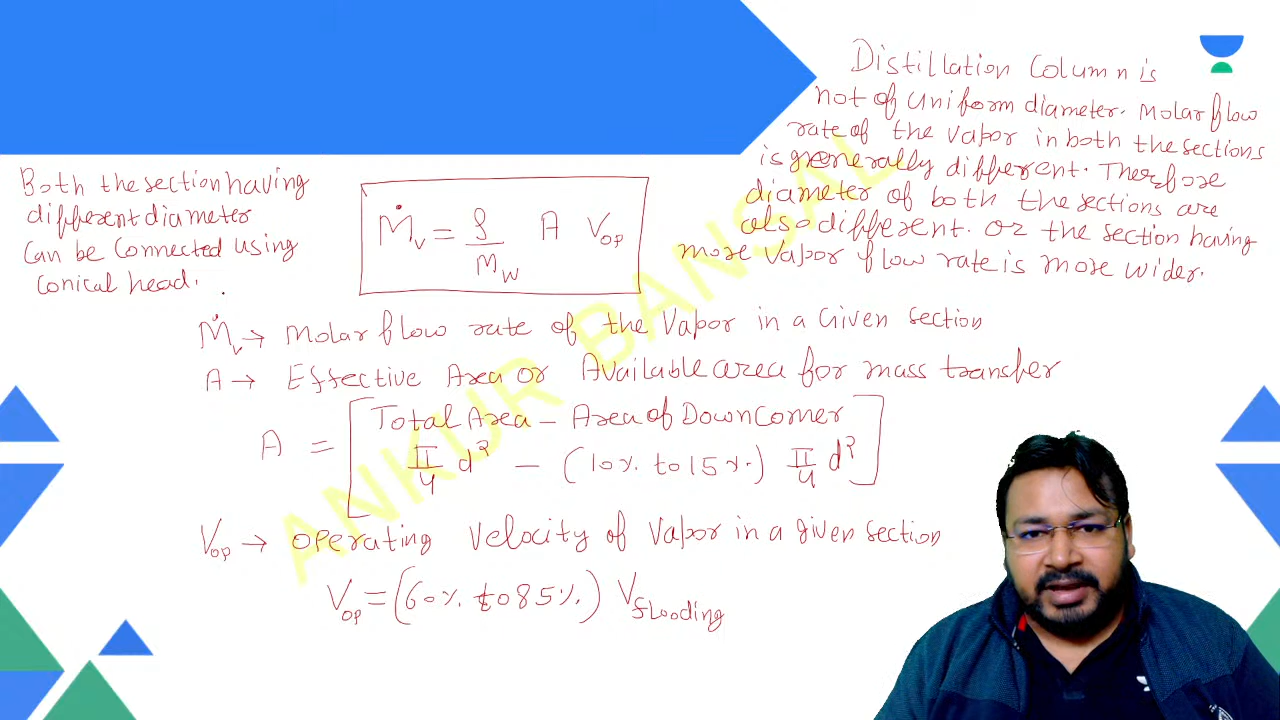 Distillation Column is
not of uniform diameter. Molar flow
rate of the vapor in both the sections
is generally different. Therefore
diameter of both the sections are
also different. or the section having
more vapor flow rate is more wider.
Both the section having
different diameter
Can be Connected using
Conical head.
Ṁv = ρ/Mw A Vop
Ṁv → Molar flow rate of the Vapor in a Given section
A → Effective Area or Available area for mass transfer
A = [Total Area - Area of Down Comer
π/4 d² - (10% to 15%) π/4 d²]
Vop → Operating Velocity of Vapor in a given section
Vop = (60% to 85%) Vflooding
ANKUR BANSAL